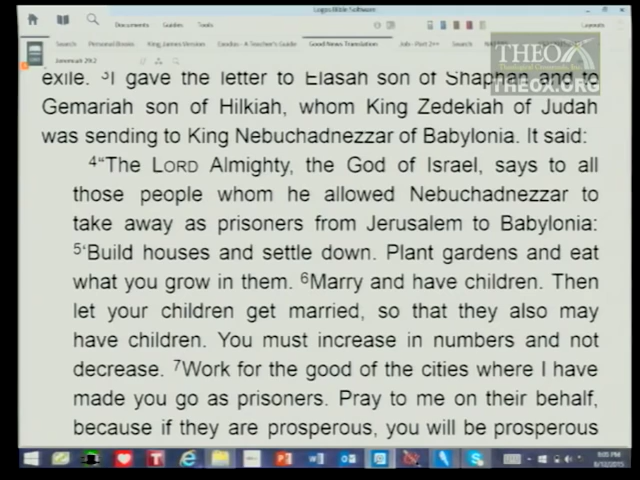 Logos Bible Software
Documents Guides Tools
Layouts
Search Personal Books King James Version Exodus - A Teacher's Guide Good News Translation Job - Part 2 Search
Jeremiah 29:2
THEOX
THEOX.ORG
exile. 3I gave the letter to Elasah son of Shaphan and to
Gemariah son of Hilkiah, whom King Zedekiah of Judah
was sending to King Nebuchadnezzar of Babylonia. It said:
4“The LORD Almighty, the God of Israel, says to all
those people whom he allowed Nebuchadnezzar to
take away as prisoners from Jerusalem to Babylonia:
5‘Build houses and settle down. Plant gardens and eat
what you grow in them. 6Marry and have children. Then
let your children get married, so that they also may
have children. You must increase in numbers and not
decrease. 7Work for the good of the cities where I have
made you go as prisoners. Pray to me on their behalf,
because if they are prosperous, you will be prosperous